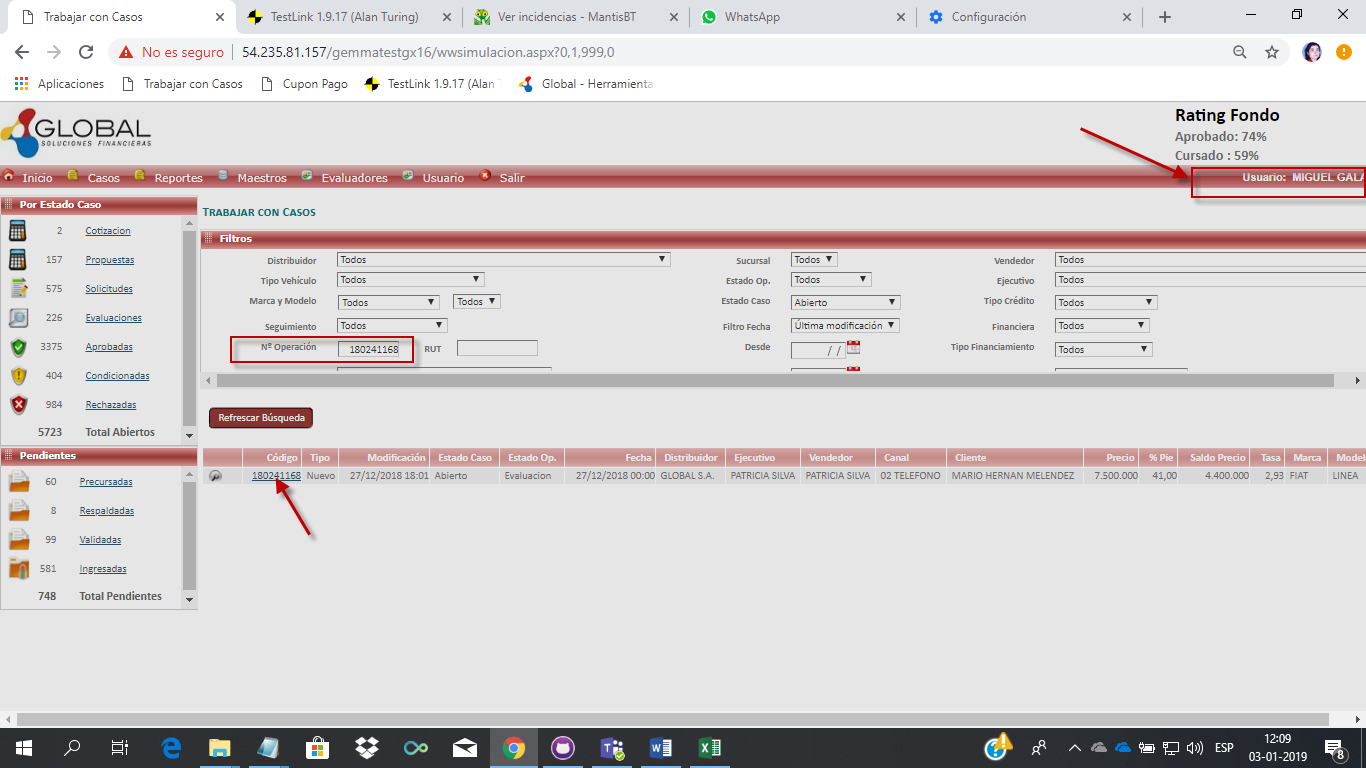 Trabajar con Casos
TestLink 1.9.17 (Alan Turing)
Ver incidencias - MantisBT
WhatsApp
Configuración
No es seguro | 54.235.81.157/gemmatestgx16/wwsimulacion.aspx?0,1,999,0
Aplicaciones
Trabajar con Casos
Cupon Pago
TestLink 1.9.17 (Alan
Global - Herramienta
GLOBAL
SOLUCIONES FINANCIERAS
Rating Fondo
Aprobado: 74%
Cursado : 59%
Inicio Casos Reportes Maestros Evaluadores Usuario Salir
Usuario: MIGUEL GALA
Por Estado Caso
2 Cotizacion
157 Propuestas
575 Solicitudes
226 Evaluaciones
3375 Aprobadas
404 Condicionadas
984 Rechazadas
5723 Total Abiertos
Pendientes
60 Precursadas
8 Respaldadas
99 Validadas
581 Ingresadas
748 Total Pendientes
TRABAJAR CON CASOS
Filtros
Distribuidor Todos Sucursal Todos Vendedor Todos
Tipo Vehículo Todos Estado Op. Todos Ejecutivo Todos
Marca y Modelo Todos Todos Estado Caso Abierto Tipo Crédito Todos
Seguimiento Todos Filtro Fecha Última modificación Financiera Todos
Nº Operación 180241168 RUT Desde / / Tipo Financiamiento Todos
Refrescar Búsqueda
Código Tipo Modificación Estado Caso Estado Op. Fecha Distribuidor Ejecutivo Vendedor Canal Cliente Precio % Pie Saldo Precio Tasa Marca Model
180241168 Nuevo 27/12/2018 18:01 Abierto Evaluacion 27/12/2018 00:00 GLOBAL S.A. PATRICIA SILVA PATRICIA SILVA 02 TELEFONO MARIO HERNAN MELENDEZ 7.500.000 41,00 4.400.000 2,93 FIAT LINEA
ESP
12:09
03-01-2019
8